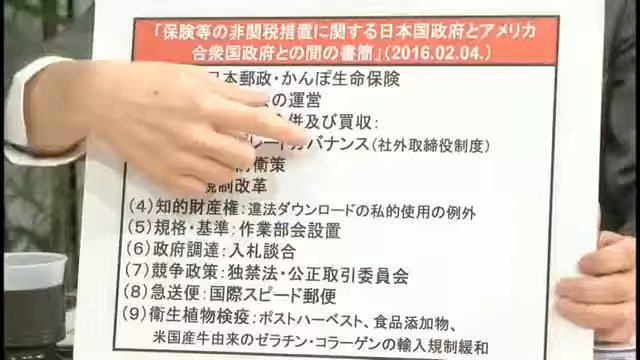 「保険等の非関税措置に関する日本国政府とアメリカ
合衆国政府との間の書簡」(2016.02.04.)
日本郵政・かんぽ生命保険
の運営
併及び買収:
ガバナンス(社外取締役制度)
防衛策
規制改革
(4)知的財産権:違法ダウンロードの私的使用の例外
(5)規格・基準:作業部会設置
(6)政府調達:入札談合
(7)競争政策:独禁法・公正取引委員会
(8)急送便:国際スピード郵便
(9)衛生植物検疫:ポストハーベスト、食品添加物、
米国産牛由来のゼラチン・コラーゲンの輸入規制緩和